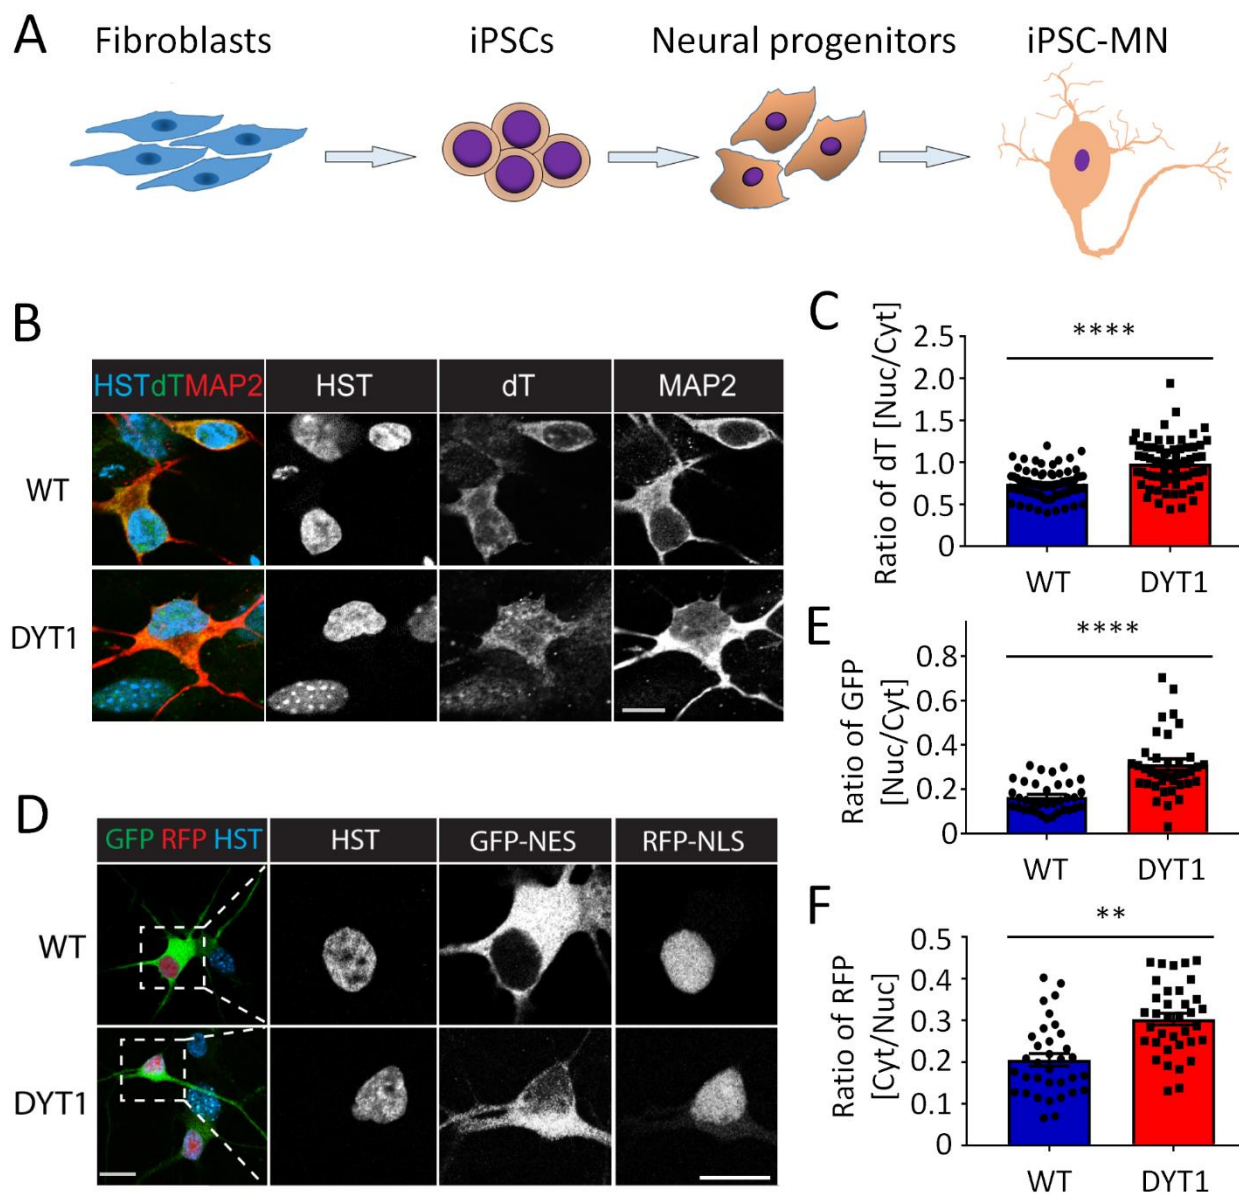 A
Fibroblasts
iPSCs
Neural progenitors
iPSC-MN
B
HSTdTMAP2
HST
dT
MAP2
WT
DYT1
C
Ratio of dT [Nuc/Cyt]
2.5
2.0
1.5
1.0
0.5
0
****
WT
DYT1
D
GFP RFP HST
HST
GFP-NES
RFP-NLS
WT
DYT1
E
Ratio of GFP
[Nuc/Cyt]
0.8
0.6
0.4
0.2
0
****
WT
DYT1
F
Ratio of RFP
[Cyt/Nuc]
0.5
0.4
0.3
0.2
0.1
0
**
WT
DYT1